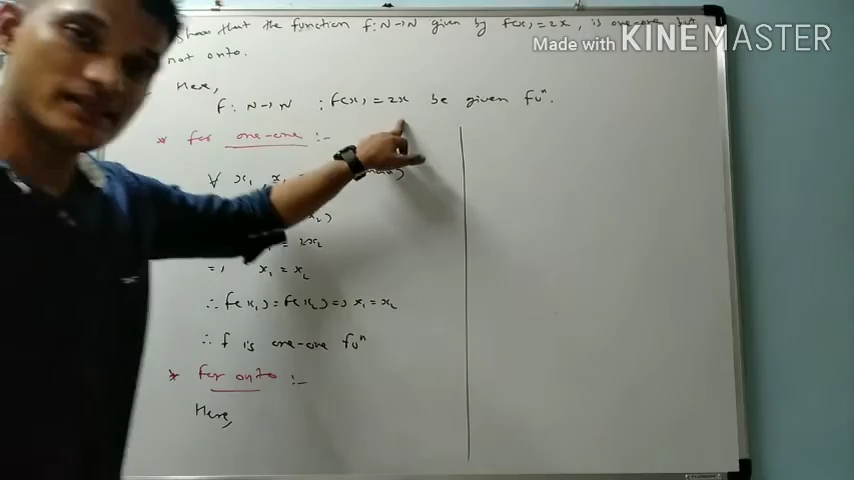 show that the function f: N→N given by f(x) = 2x, is one-one but
not onto.
Made with KINEMASTER
Here,
f : N→N : f(x) = 2x be given fuⁿ.
* for one-one :-
∀ x₁, x₂
x₂)
= 2x₂
=) x₁ = x₂
∴ f(x₁) = f(x₂) =) x₁ = x₂
∴ f is one-one fuⁿ
* for onto :-
Here,